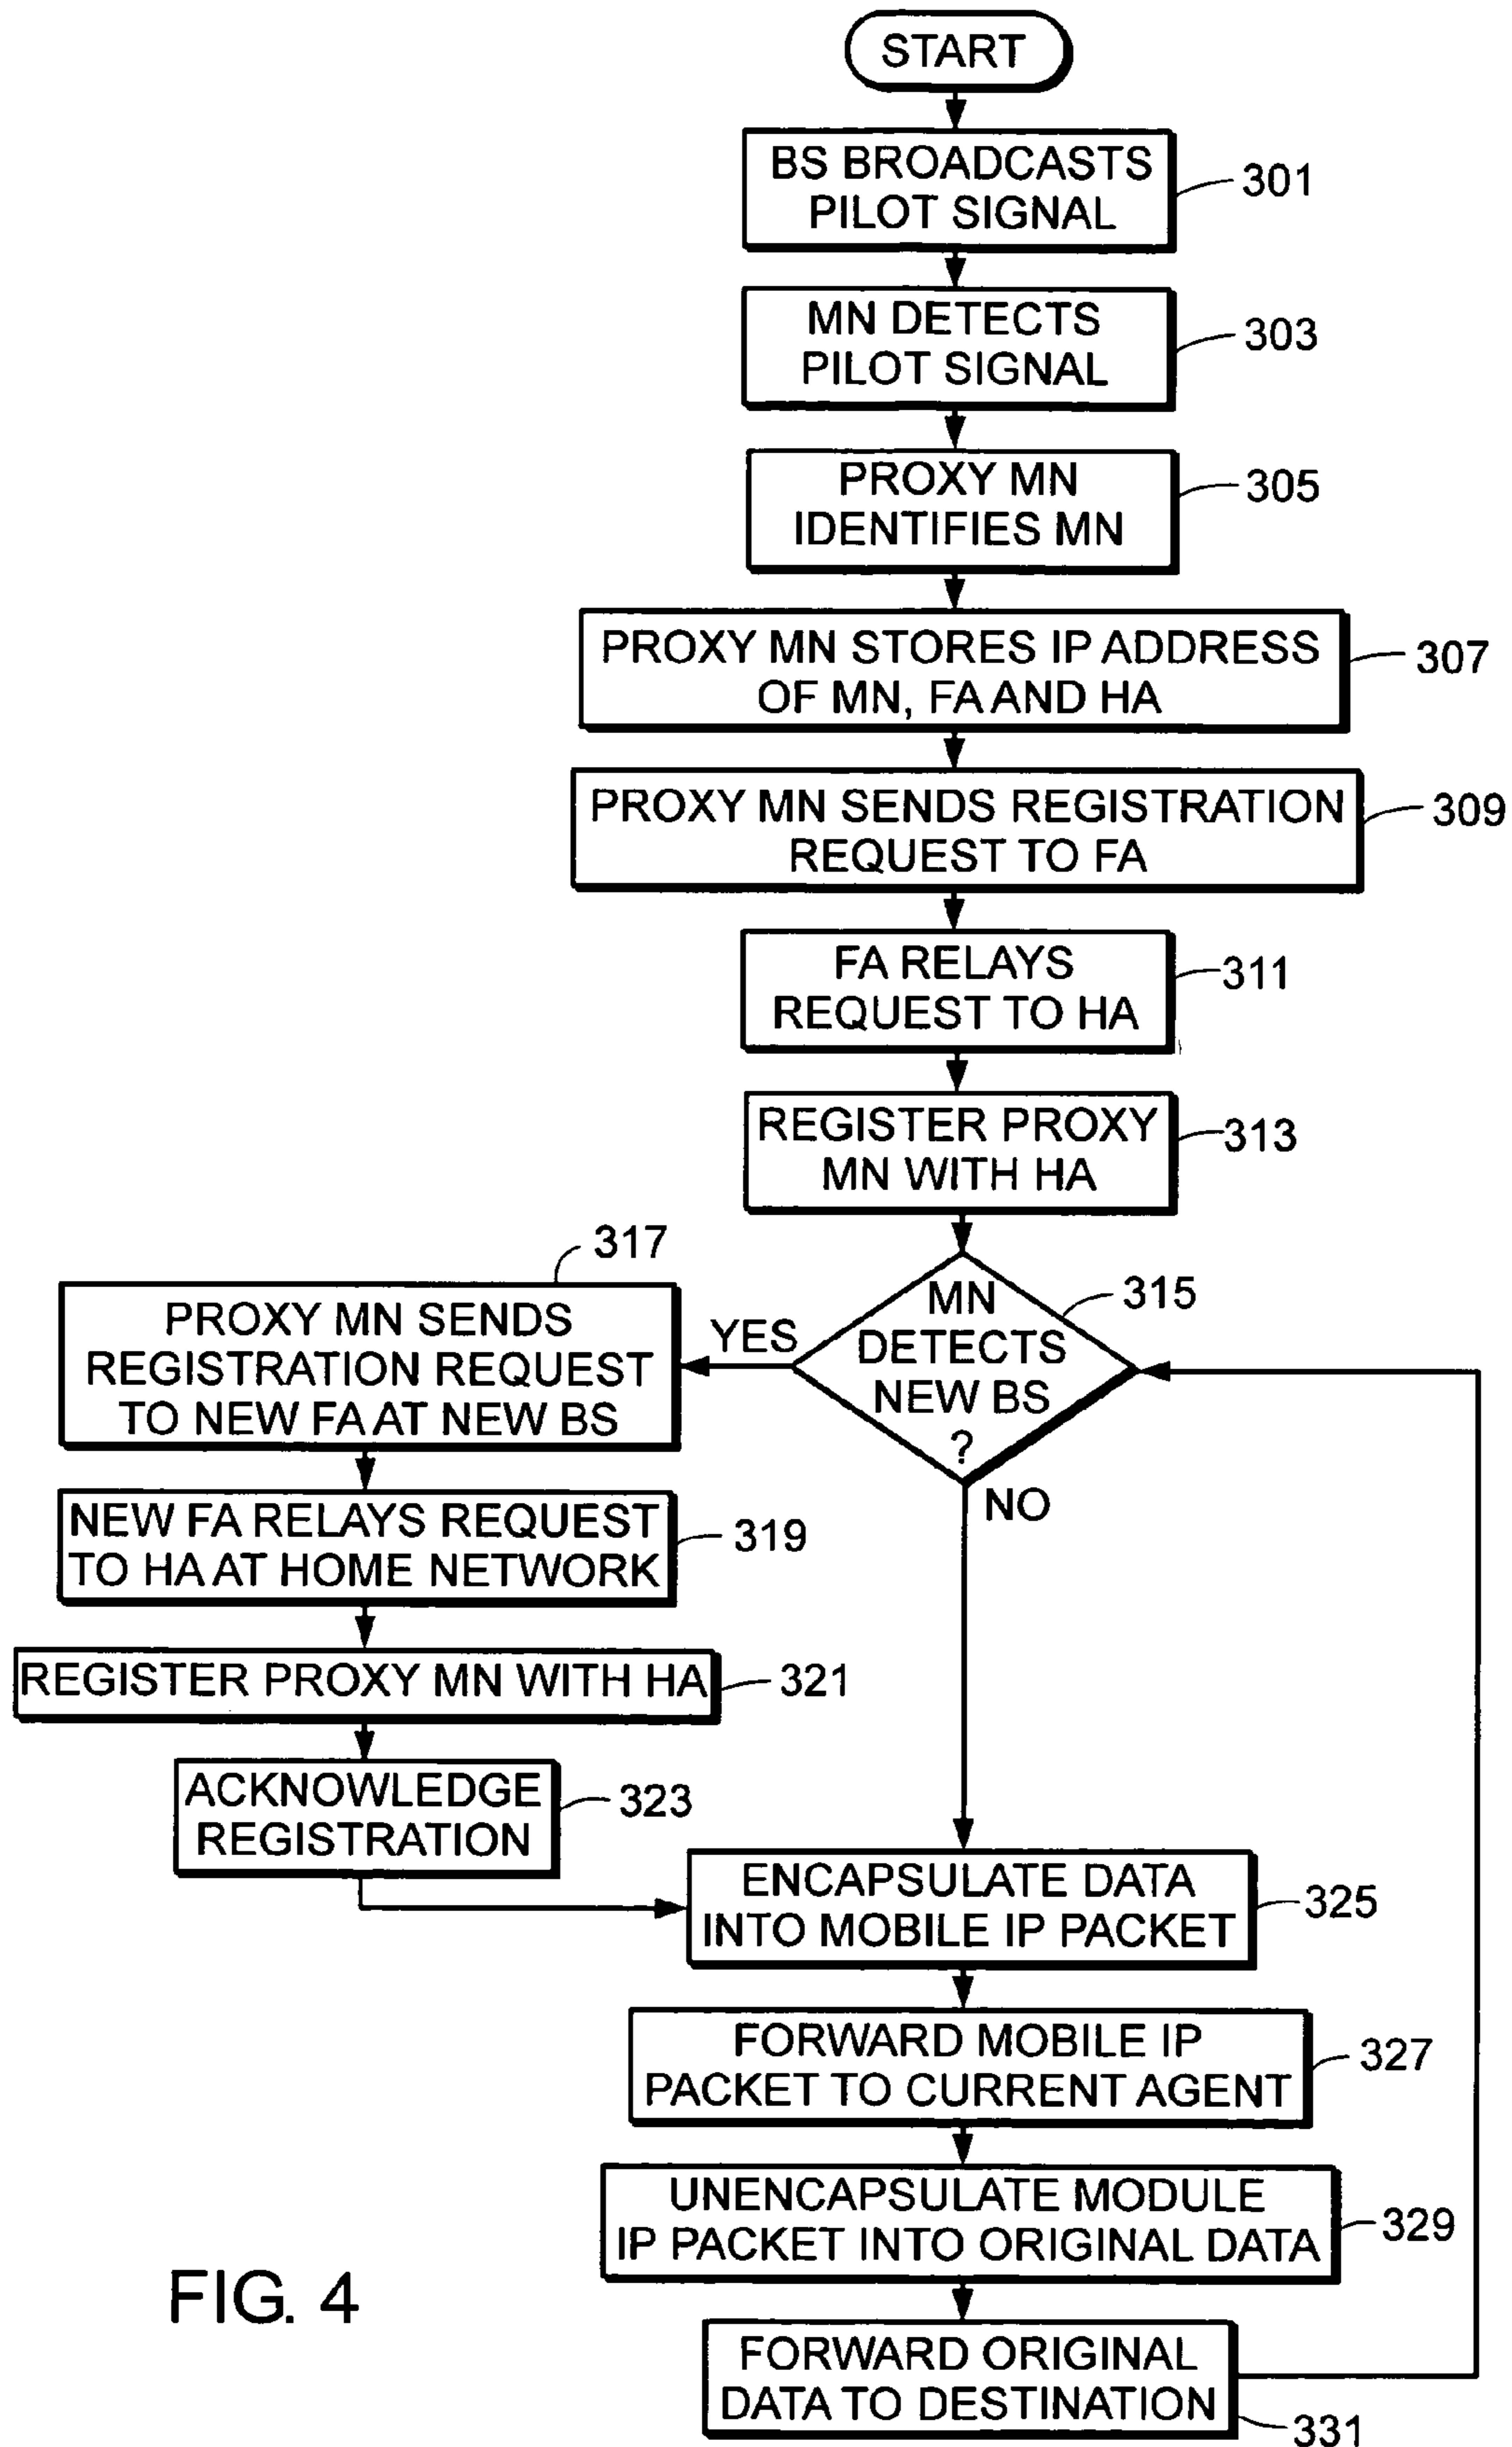 START
BS BROADCASTS
PILOT SIGNAL
301
MN DETECTS
PILOT SIGNAL
303
PROXY MN
IDENTIFIES MN
305
PROXY MN STORES IP ADDRESS
OF MN, FA AND HA
307
PROXY MN SENDS REGISTRATION
REQUEST TO FA
309
FA RELAYS
REQUEST TO HA
311
REGISTER PROXY
MN WITH HA
313
MN
DETECTS
NEW BS
?
315
YES
NO
317
PROXY MN SENDS
REGISTRATION REQUEST
TO NEW FA AT NEW BS
NEW FA RELAYS REQUEST
TO HA AT HOME NETWORK
319
REGISTER PROXY MN WITH HA
321
ACKNOWLEDGE
REGISTRATION
323
ENCAPSULATE DATA
INTO MOBILE IP PACKET
325
FORWARD MOBILE IP
PACKET TO CURRENT AGENT
327
UNENCAPSULATE MODULE
IP PACKET INTO ORIGINAL DATA
329
FORWARD ORIGINAL
DATA TO DESTINATION
331
FIG. 4